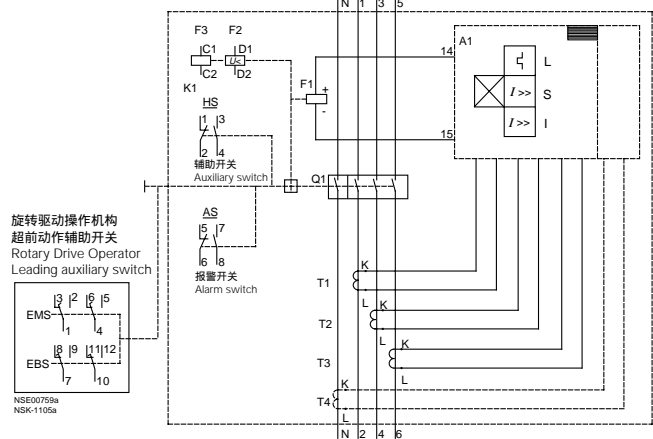 N 1 3 5
F3 F2
C1 D1
U<
C2 D2
K1
HS
1 3
2 4
辅助开关
Auxiliary switch
F1
+
-
14
15
A1
L
I >> S
I >> I
Q1
AS
5 7
6 8
报警开关
Alarm switch
旋转驱动操作机构
超前动作辅助开关
Rotary Drive Operator
Leading auxiliary switch
3 2 6 5
EMS
1 4
8 9 11 12
EBS
7 10
NSE00759a
NSK-1105a
T1
K
L
T2
K
L
T3
K
L
T4
K
L
N 2 4 6